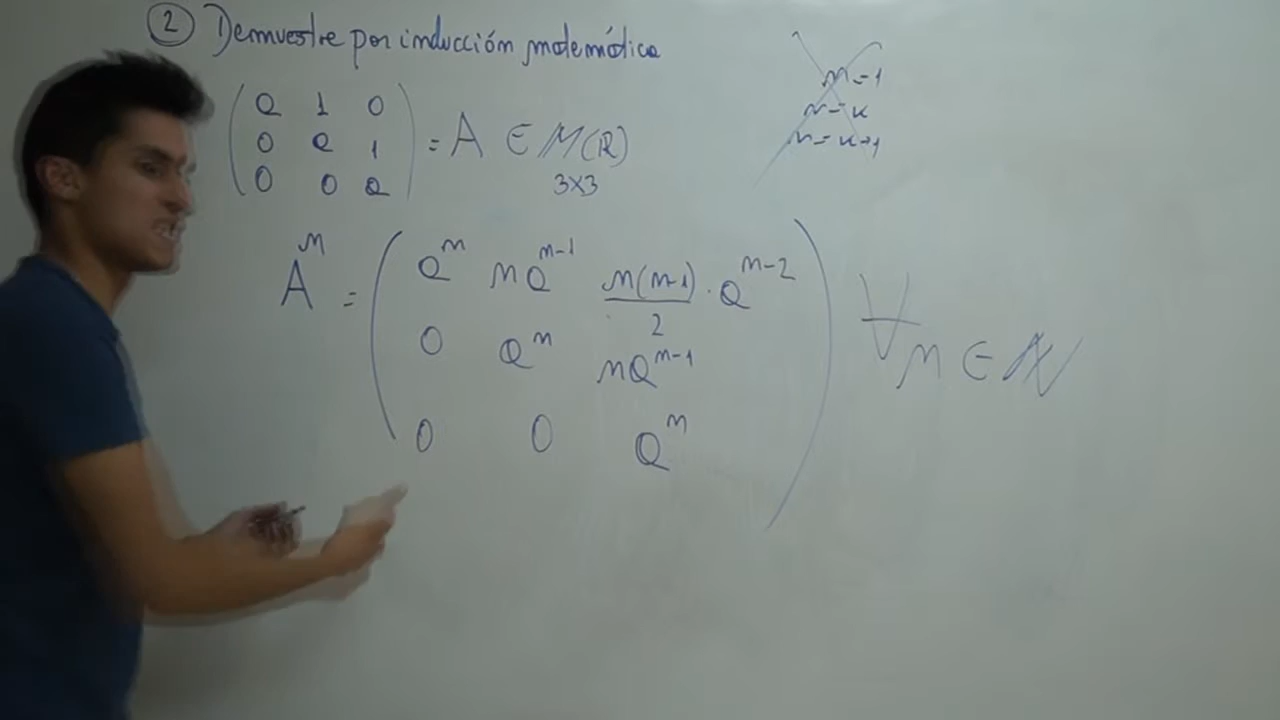 ② Demuestre por inducción matemática
n=1
n=k
n=k+1
( a 1 0
0 a 1
0 0 a ) = A ∈ M(R)
3x3
Aⁿ = ( aⁿ naⁿ⁻¹ n(n-1)/2 · aⁿ⁻²
0 aⁿ naⁿ⁻¹
0 0 aⁿ ) ∀n ∈ N